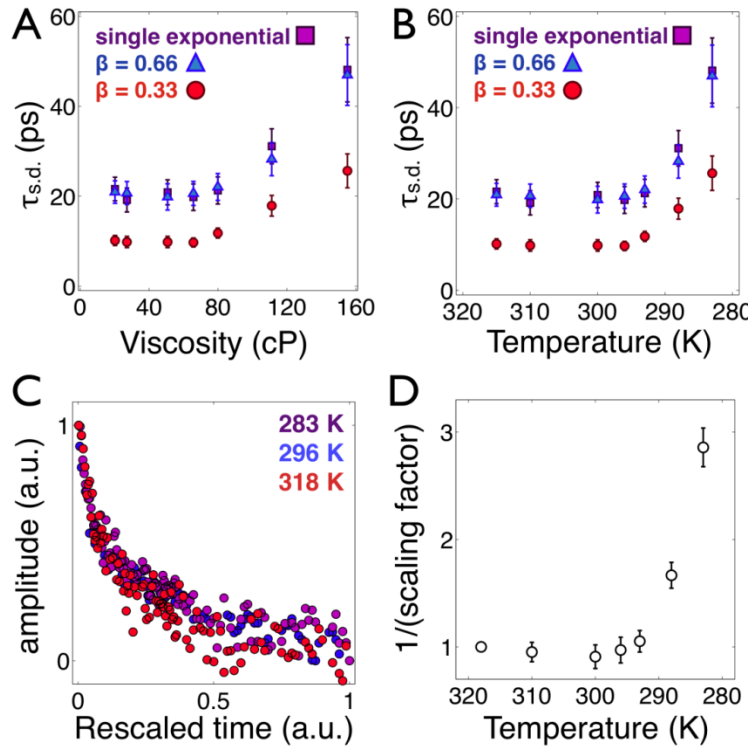 A
60
40
20
0
τs.d. (ps)
single exponential
β = 0.66
β = 0.33
0
40
80
120
160
Viscosity (cP)
B
60
40
20
0
τs.d. (ps)
single exponential
β = 0.66
β = 0.33
320
310
300
290
280
Temperature (K)
C
1
0
amplitude (a.u.)
283 K
296 K
318 K
0
0.5
1
Rescaled time (a.u.)
D
3
2
1
1/(scaling factor)
320
310
300
290
280
Temperature (K)